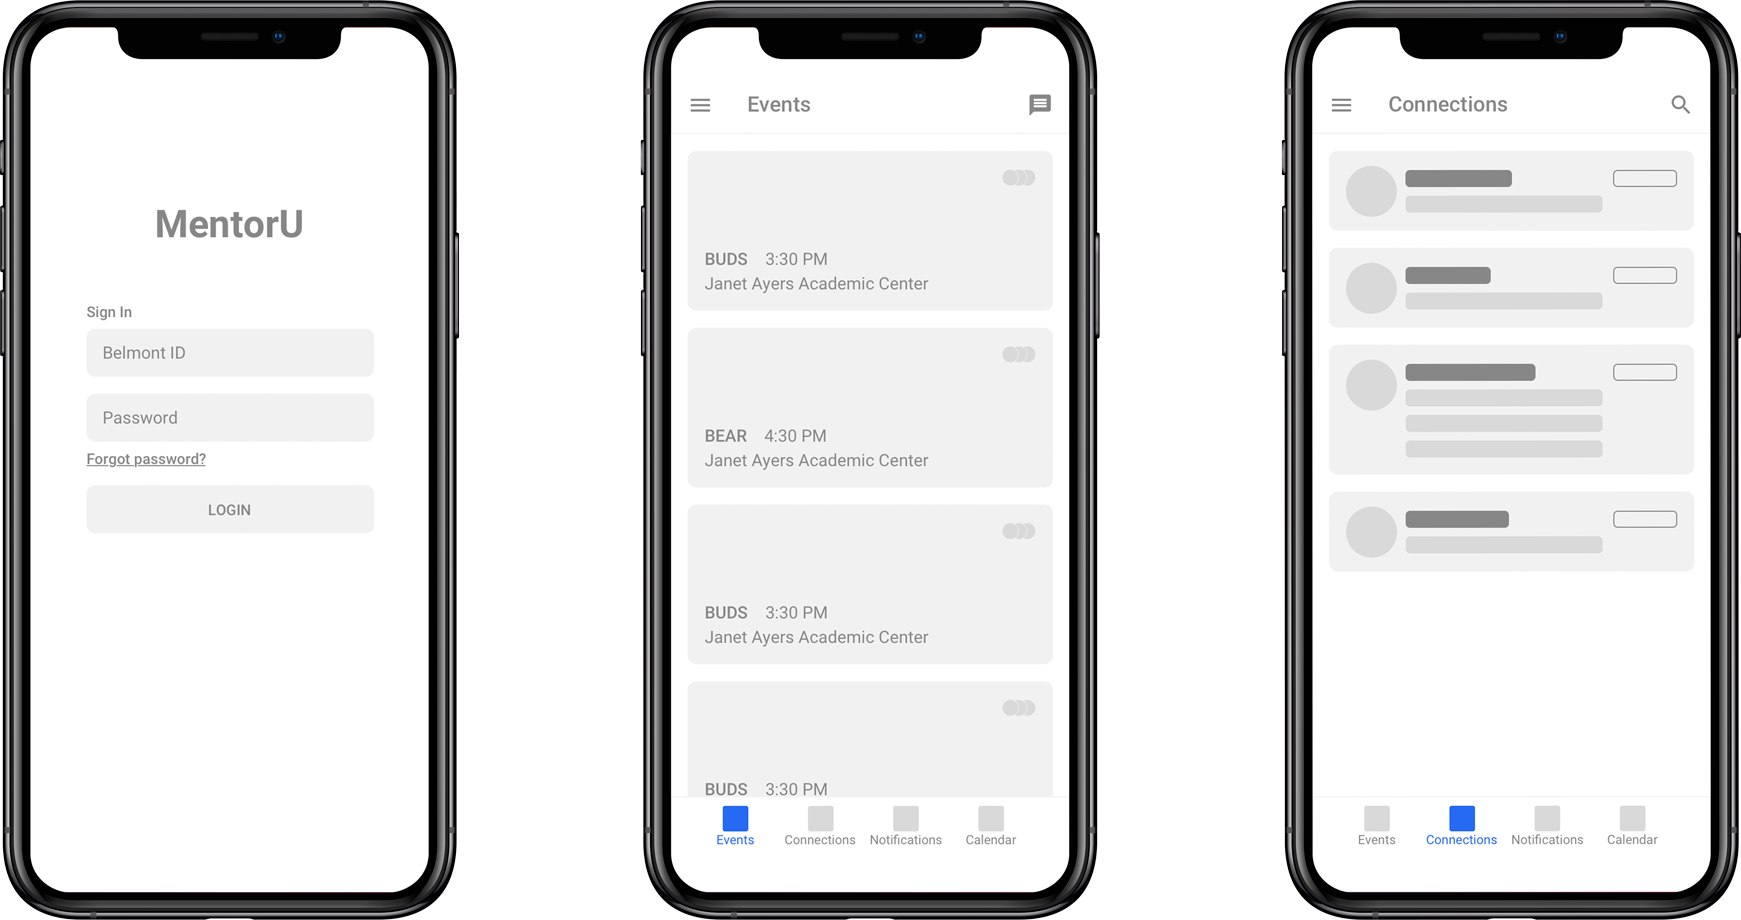 MentorU
Sign In
Belmont ID
Password
Forgot password?
LOGIN
Events
BUDS 3:30 PM
Janet Ayers Academic Center
BEAR 4:30 PM
Janet Ayers Academic Center
BUDS 3:30 PM
Janet Ayers Academic Center
BUDS 3:30 PM
Events Connections Notifications Calendar
Connections
Events Connections Notifications Calendar